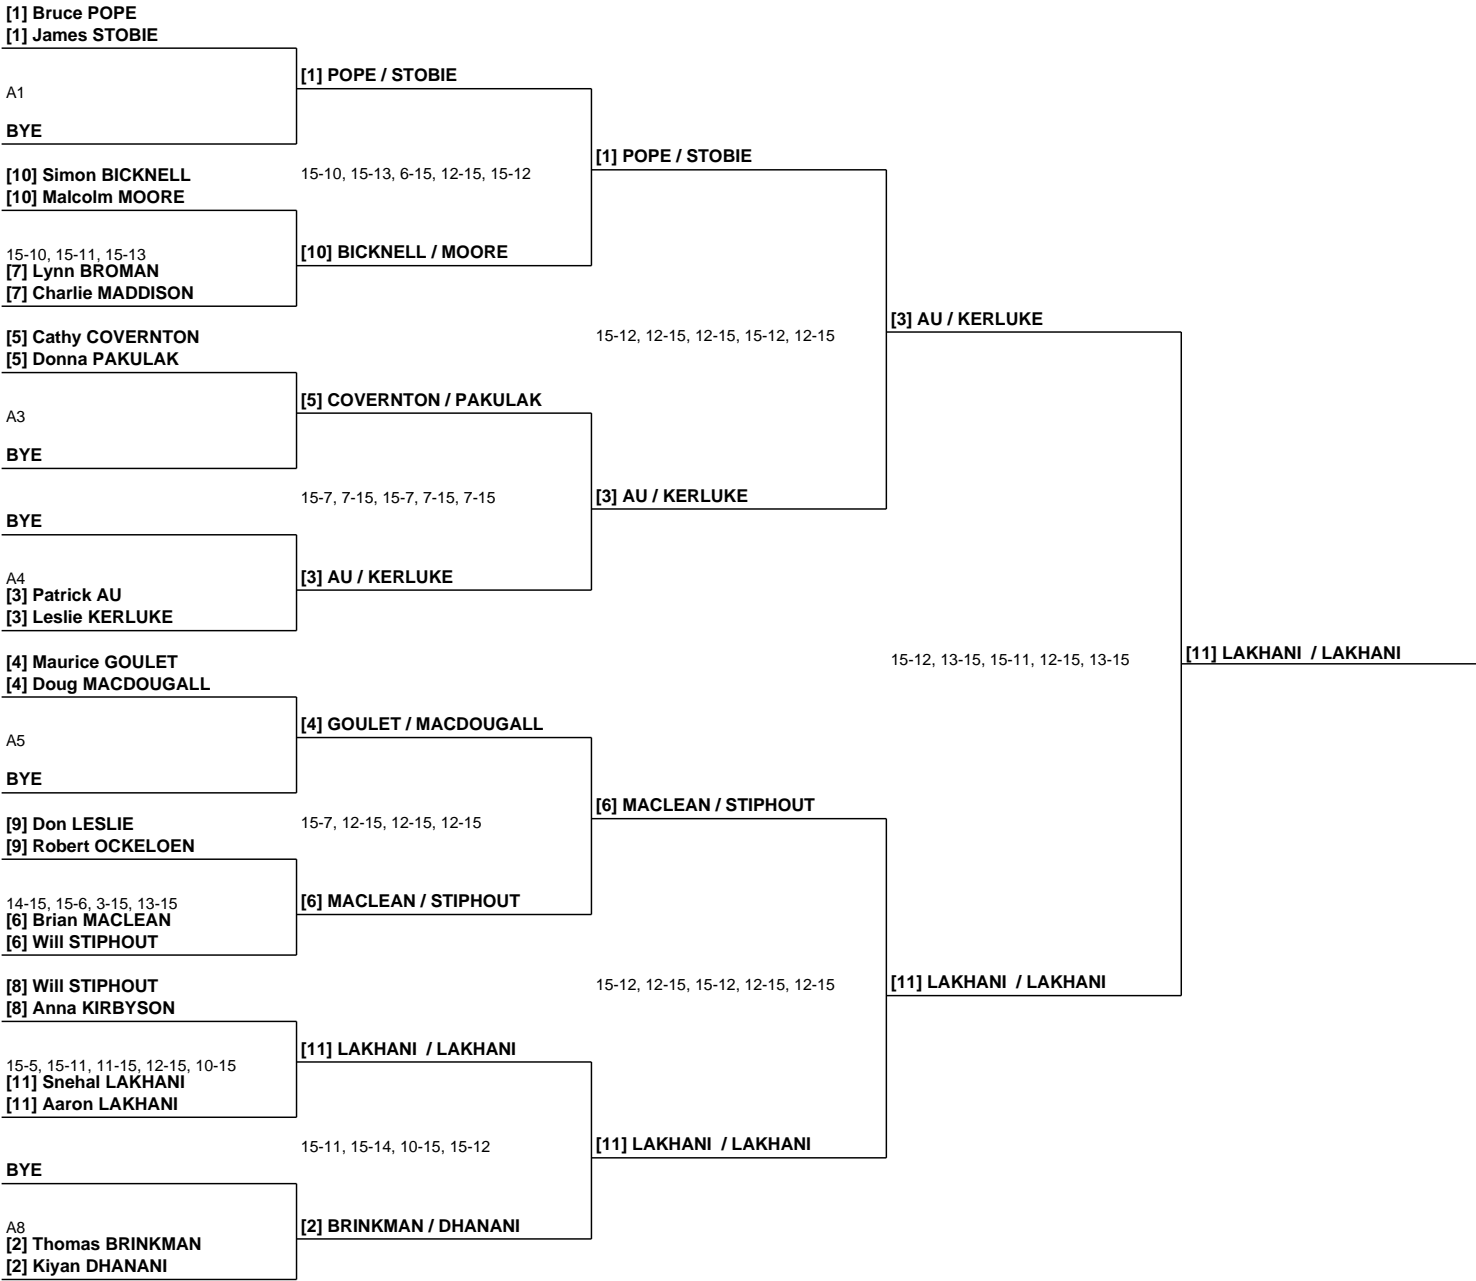 [1] Bruce POPE
[1] James STOBIE
A1
BYE
[10] Simon BICKNELL
[10] Malcolm MOORE
15-10, 15-11, 15-13
[7] Lynn BROMAN
[7] Charlie MADDISON
[5] Cathy COVERNTON
[5] Donna PAKULAK
A3
BYE
BYE
A4
[3] Patrick AU
[3] Leslie KERLUKE
[4] Maurice GOULET
[4] Doug MACDOUGALL
A5
BYE
[9] Don LESLIE
[9] Robert OCKELOEN
14-15, 15-6, 3-15, 13-15
[6] Brian MACLEAN
[6] Will STIPHOUT
[8] Will STIPHOUT
[8] Anna KIRBYSON
15-5, 15-11, 11-15, 12-15, 10-15
[11] Snehal LAKHANI
[11] Aaron LAKHANI
BYE
A8
[2] Thomas BRINKMAN
[2] Kiyan DHANANI
[1] POPE / STOBIE
15-10, 15-13, 6-15, 12-15, 15-12
[10] BICKNELL / MOORE
[5] COVERNTON / PAKULAK
15-7, 7-15, 15-7, 7-15, 7-15
[3] AU / KERLUKE
[4] GOULET / MACDOUGALL
15-7, 12-15, 12-15, 12-15
[6] MACLEAN / STIPHOUT
[11] LAKHANI / LAKHANI
15-11, 15-14, 10-15, 15-12
[2] BRINKMAN / DHANANI
[1] POPE / STOBIE
15-12, 12-15, 12-15, 15-12, 12-15
[3] AU / KERLUKE
[6] MACLEAN / STIPHOUT
15-12, 12-15, 15-12, 12-15, 12-15
[11] LAKHANI / LAKHANI
[3] AU / KERLUKE
15-12, 13-15, 15-11, 12-15, 13-15
[11] LAKHANI / LAKHANI
[11] LAKHANI / LAKHANI